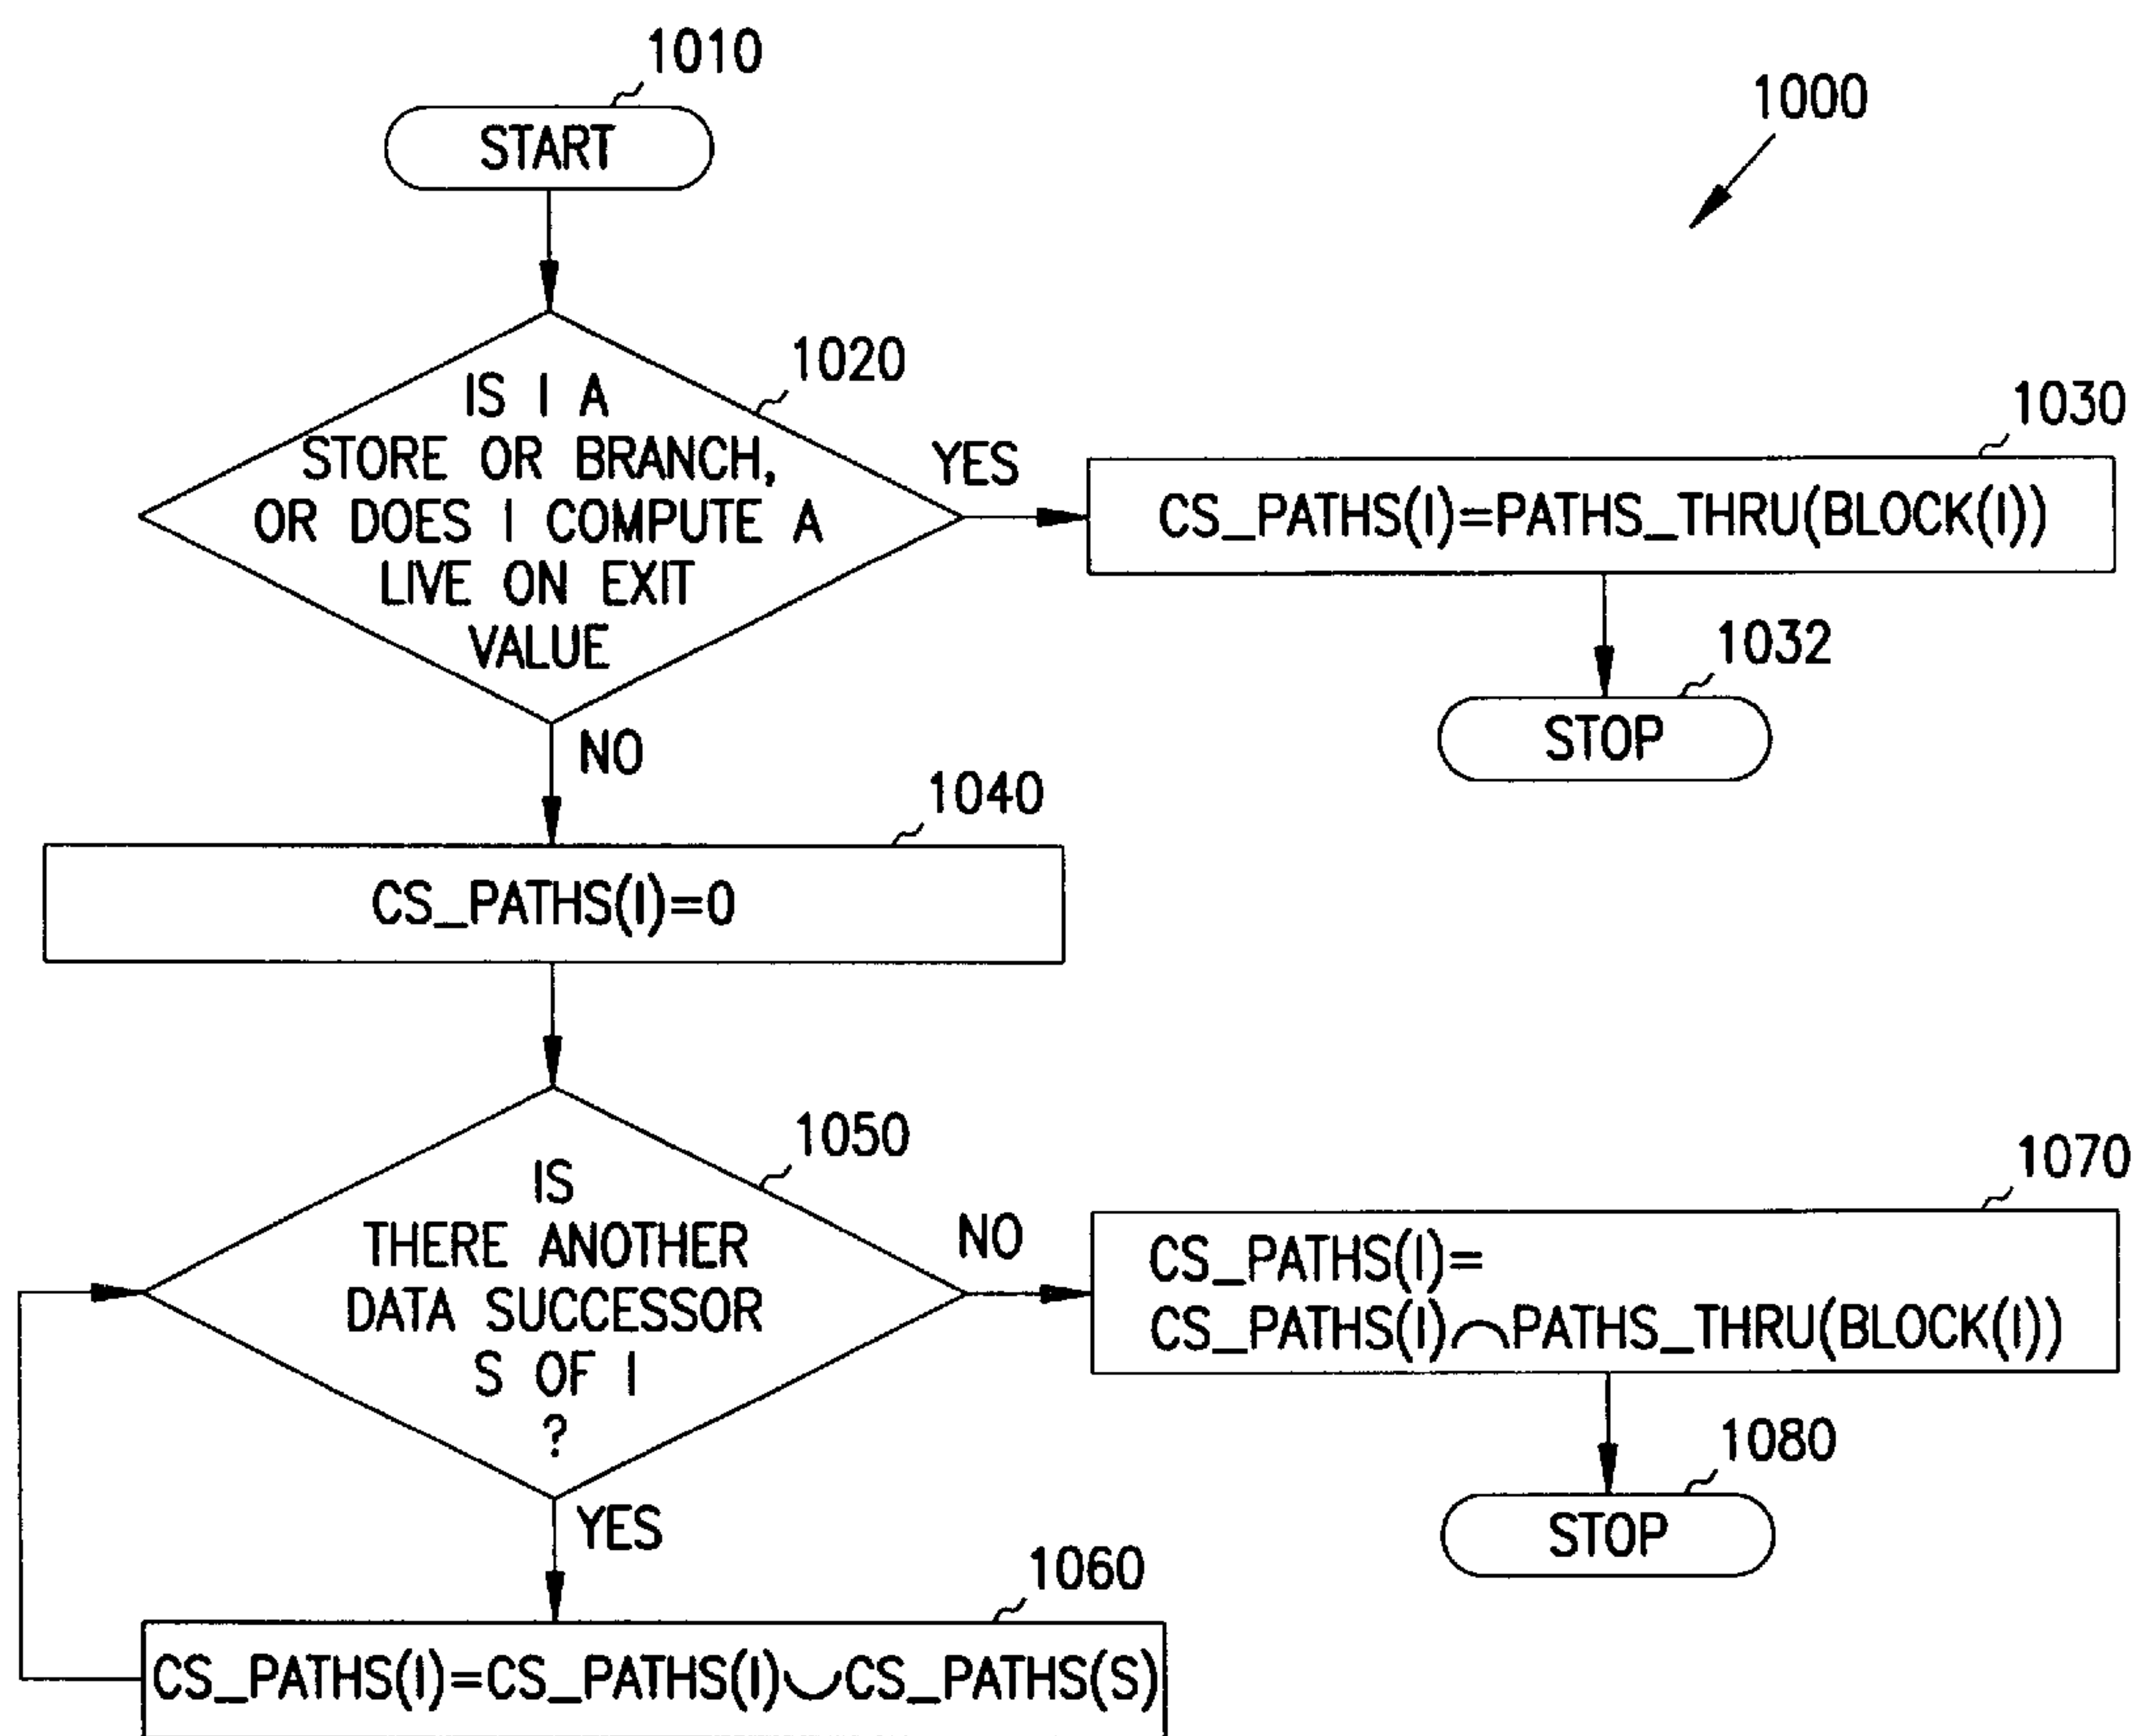 1010
START
1000
1020
IS I A
STORE OR BRANCH,
OR DOES I COMPUTE A
LIVE ON EXIT
VALUE
YES
1030
CS_PATHS(I)=PATHS_THRU(BLOCK(I))
1032
STOP
NO
1040
CS_PATHS(I)=0
1050
IS
THERE ANOTHER
DATA SUCCESSOR
S OF I
?
NO
1070
CS_PATHS(I)=
CS_PATHS(I)⌒PATHS_THRU(BLOCK(I))
1080
STOP
YES
1060
CS_PATHS(I)=CS_PATHS(I)⌣CS_PATHS(S)